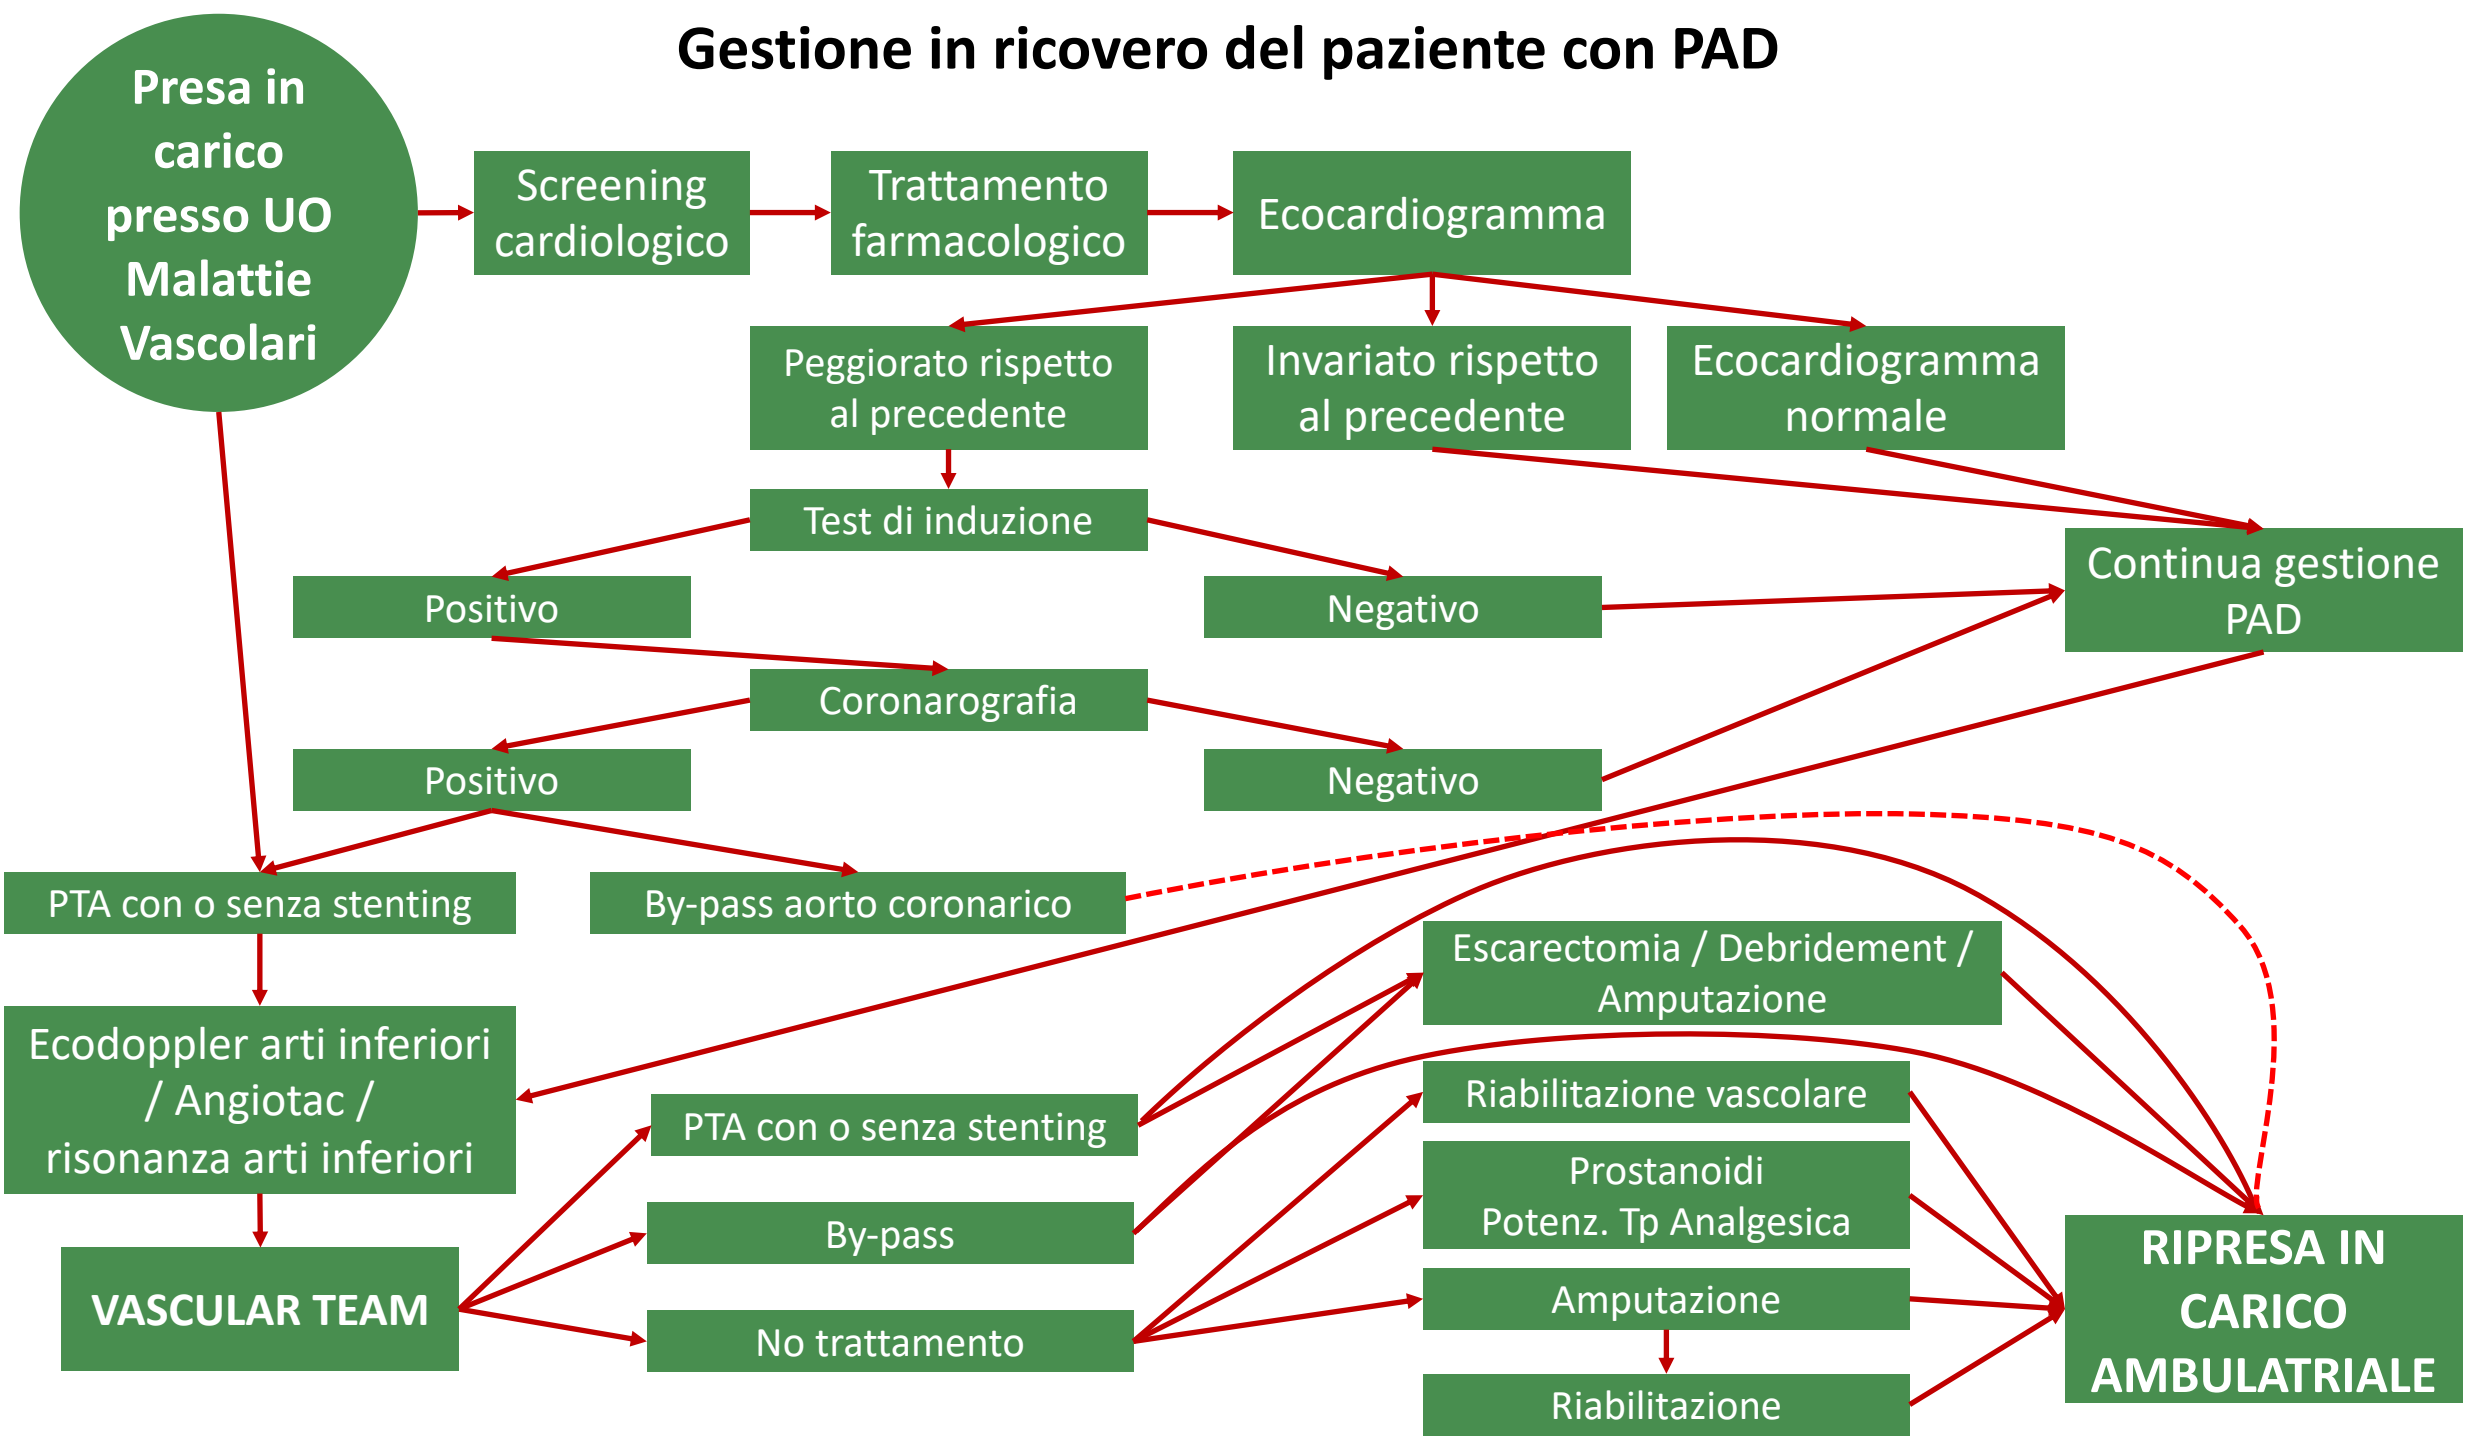 Gestione in ricovero del paziente con PAD
Presa in
carico
presso UO
Malattie
Vascolari
Screening
cardiologico
Trattamento
farmacologico
Ecocardiogramma
Peggiorato rispetto
al precedente
Invariato rispetto
al precedente
Ecocardiogramma
normale
Test di induzione
Continua gestione
PAD
Positivo
Negativo
Coronarografia
Positivo
Negativo
PTA con o senza stenting
By-pass aorto coronarico
Escarectomia / Debridement /
Amputazione
Ecodoppler arti inferiori
/ Angiotac /
risonanza arti inferiori
PTA con o senza stenting
Riabilitazione vascolare
Prostanoidi
Potenz. Tp Analgesica
By-pass
VASCULAR TEAM
No trattamento
Amputazione
Riabilitazione
RIPRESA IN
CARICO
AMBULATRIALE